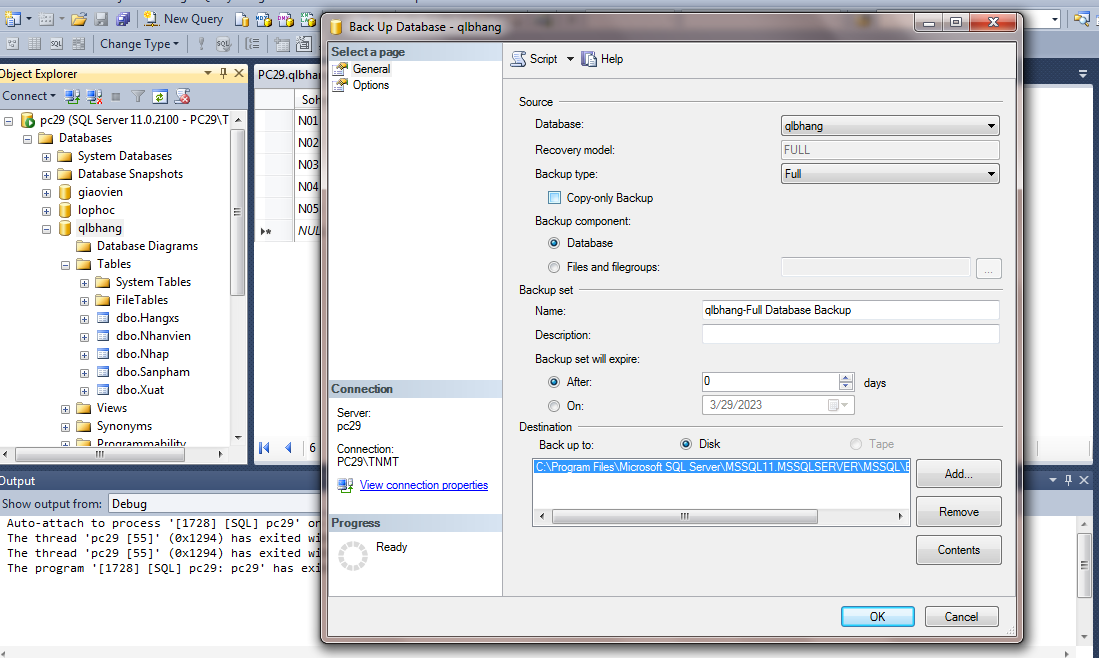 New Query
Change Type
Object Explorer
Connect
pc29 (SQL Server 11.0.2100 - PC29\T
Databases
System Databases
Database Snapshots
giaovien
lophoc
qlbhang
Database Diagrams
Tables
System Tables
FileTables
dbo.Hangxs
dbo.Nhanvien
dbo.Nhap
dbo.Sanpham
dbo.Xuat
Views
Synonyms
Programmability
PC29.qlbhan
Soh
N01
N02
N03
N04
N05
NUL
6
Output
Show output from: Debug
Auto-attach to process '[1728] [SQL] pc29' on
The thread 'pc29 [55]' (0x1294) has exited wi
The thread 'pc29 [55]' (0x1294) has exited wi
The program '[1728] [SQL] pc29: pc29' has exi
Back Up Database - qlbhang
Select a page
General
Options
Connection
Server:
pc29
Connection:
PC29\TNMT
View connection properties
Progress
Ready
Script
Help
Source
Database: qlbhang
Recovery model: FULL
Backup type: Full
Copy-only Backup
Backup component:
Database
Files and filegroups: ...
Backup set
Name: qlbhang-Full Database Backup
Description:
Backup set will expire:
After: 0 days
On: 3/29/2023
Destination
Back up to: Disk Tape
C:\Program Files\Microsoft SQL Server\MSSQL11.MSSQLSERVER\MSSQL\B
Add...
Remove
Contents
OK Cancel